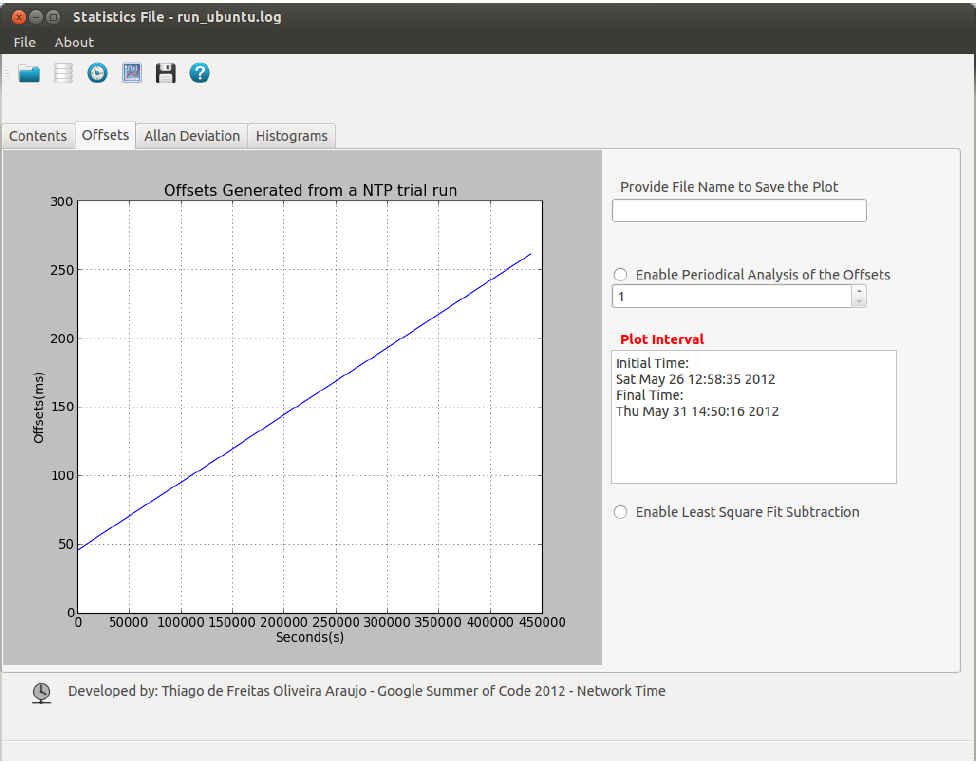 Statistics File - run_ubuntu.log
File About
Contents Offsets Allan Deviation Histograms
Offsets Generated from a NTP trial run
300
250
200
150
100
50
0
Offsets(ms)
0 50000 100000 150000 200000 250000 300000 350000 400000 450000
Seconds(s)
Provide File Name to Save the Plot
Enable Periodical Analysis of the Offsets
1
Plot Interval
Initial Time:
Sat May 26 12:58:35 2012
Final Time:
Thu May 31 14:50:16 2012
Enable Least Square Fit Subtraction
Developed by: Thiago de Freitas Oliveira Araujo - Google Summer of Code 2012 - Network Time